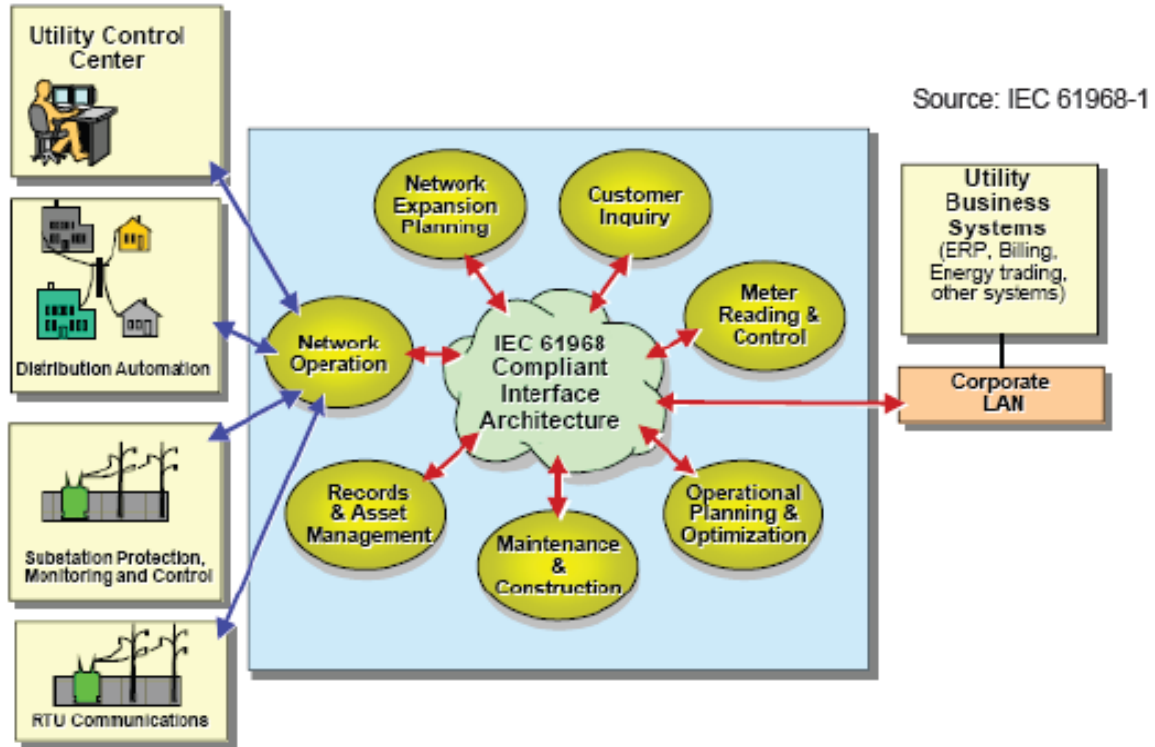 Utility Control
Center
Distribution Automation
Substation Protection,
Monitoring and Control
RTU Communications
Network
Operation
Network
Expansion
Planning
Customer
Inquiry
Meter
Reading &
Control
IEC 61968
Compliant
Interface
Architecture
Records
& Asset
Management
Maintenance
&
Construction
Operational
Planning &
Optimization
Source: IEC 61968-1
Utility
Business
Systems
(ERP, Billing,
Energy trading,
other systems)
Corporate
LAN